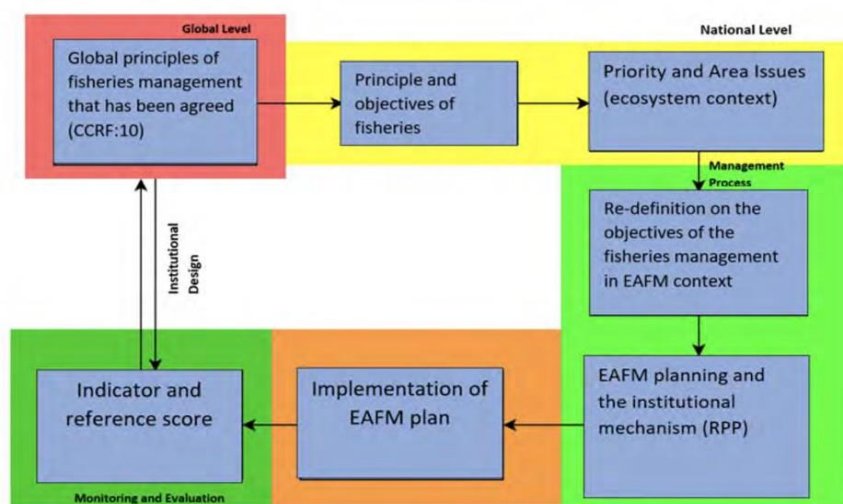 Global Level
National Level
Global principles of
fisheries management
that has been agreed
(CCRF:10)
Principle and
objectives of
fisheries
Priority and Area Issues
(ecosystem context)
Management
Process
Re-definition on the
objectives of the
fisheries management
in EAFM context
Institutional
Design
Indicator and
reference score
Implementation of
EAFM plan
EAFM planning and
the institutional
mechanism (RPP)
Monitoring and Evaluation